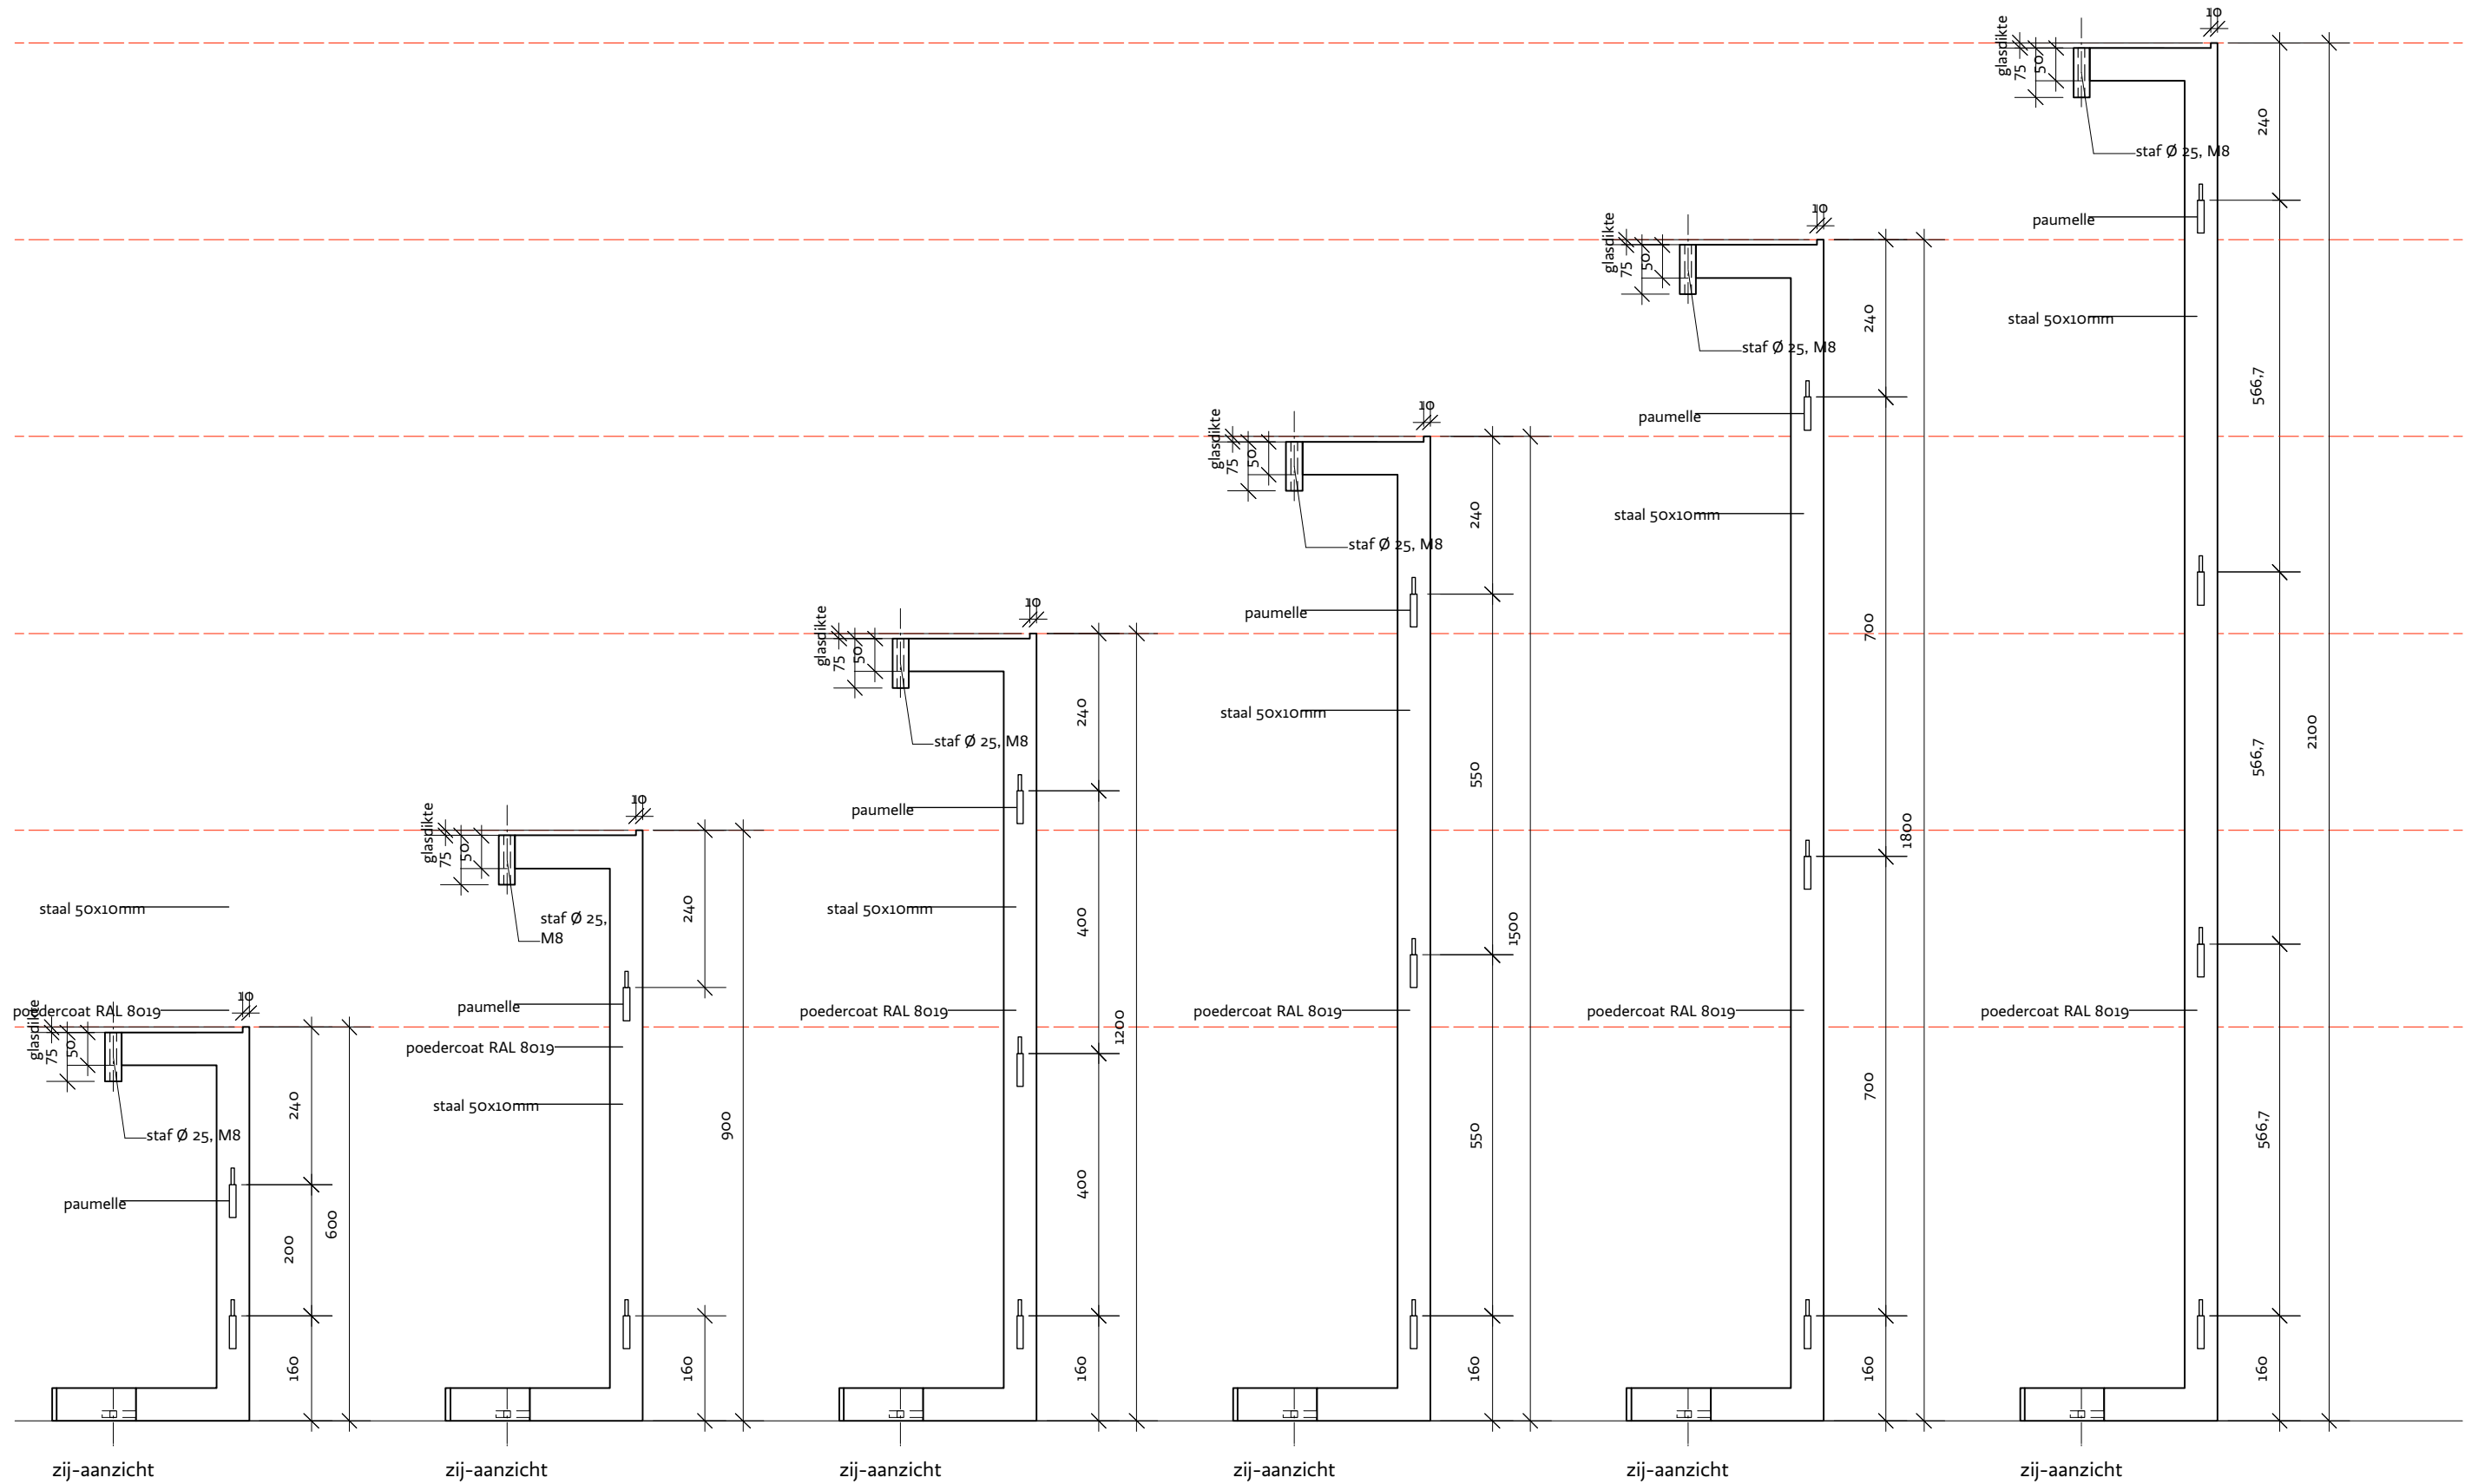 glasdikte
75
50
10
staal 50x10mm
poedercoat RAL 8019
staf Ø 25, M8
paumelle
240
200
160
600
zij-aanzicht
glasdikte
75
50
10
staf Ø 25,
M8
paumelle
poedercoat RAL 8019
staal 50x10mm
240
160
900
zij-aanzicht
glasdikte
75
50
10
staf Ø 25, M8
paumelle
staal 50x10mm
poedercoat RAL 8019
240
400
400
160
1200
zij-aanzicht
glasdikte
75
50
10
staf Ø 25, M8
paumelle
staal 50x10mm
poedercoat RAL 8019
240
550
550
160
1500
zij-aanzicht
glasdikte
75
50
10
staf Ø 25, M8
paumelle
staal 50x10mm
poedercoat RAL 8019
240
700
700
160
1800
zij-aanzicht
glasdikte
75
50
10
staf Ø 25, M8
paumelle
staal 50x10mm
poedercoat RAL 8019
240
566,7
566,7
566,7
160
2100
zij-aanzicht